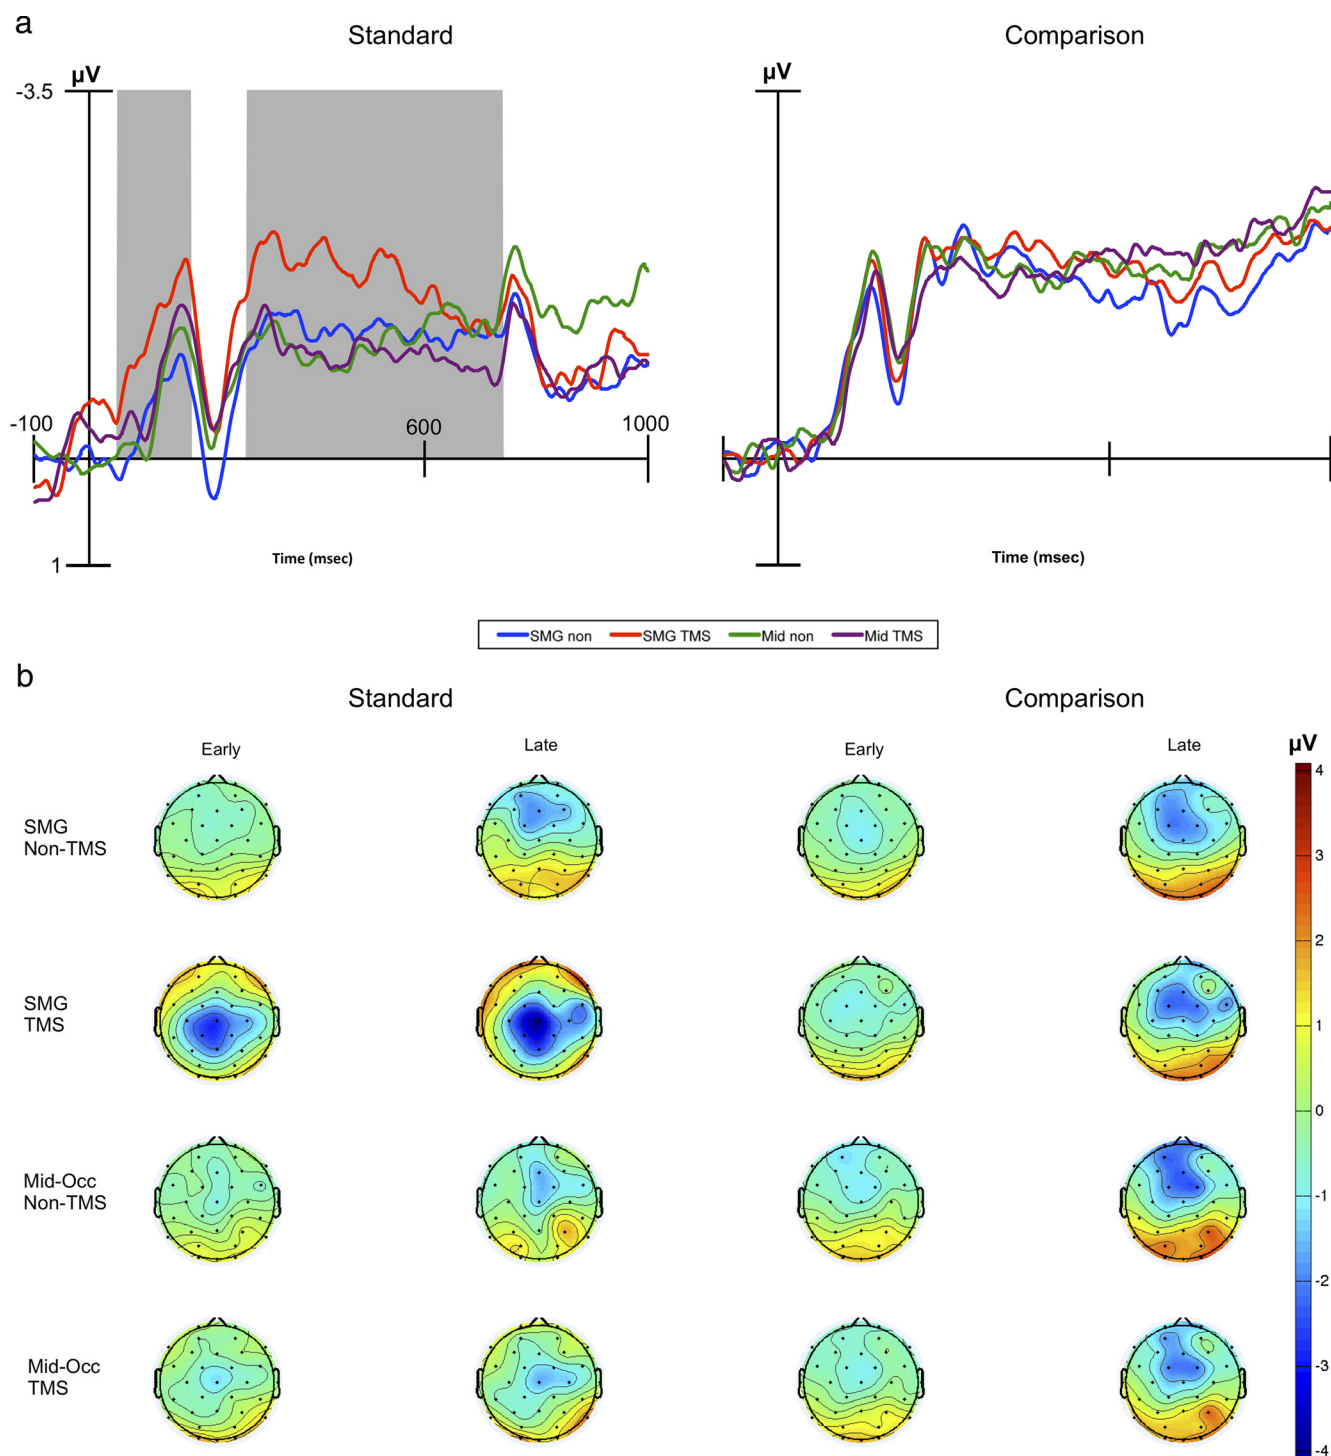 a
Standard
Comparison
µV
µV
-3.5
-100
600
1000
1
Time (msec)
Time (msec)
SMG non
SMG TMS
Mid non
Mid TMS
b
Standard
Comparison
Early
Late
Early
Late
µV
SMG
Non-TMS
SMG
TMS
Mid-Occ
Non-TMS
Mid-Occ
TMS
4
3
2
1
0
-1
-2
-3
-4